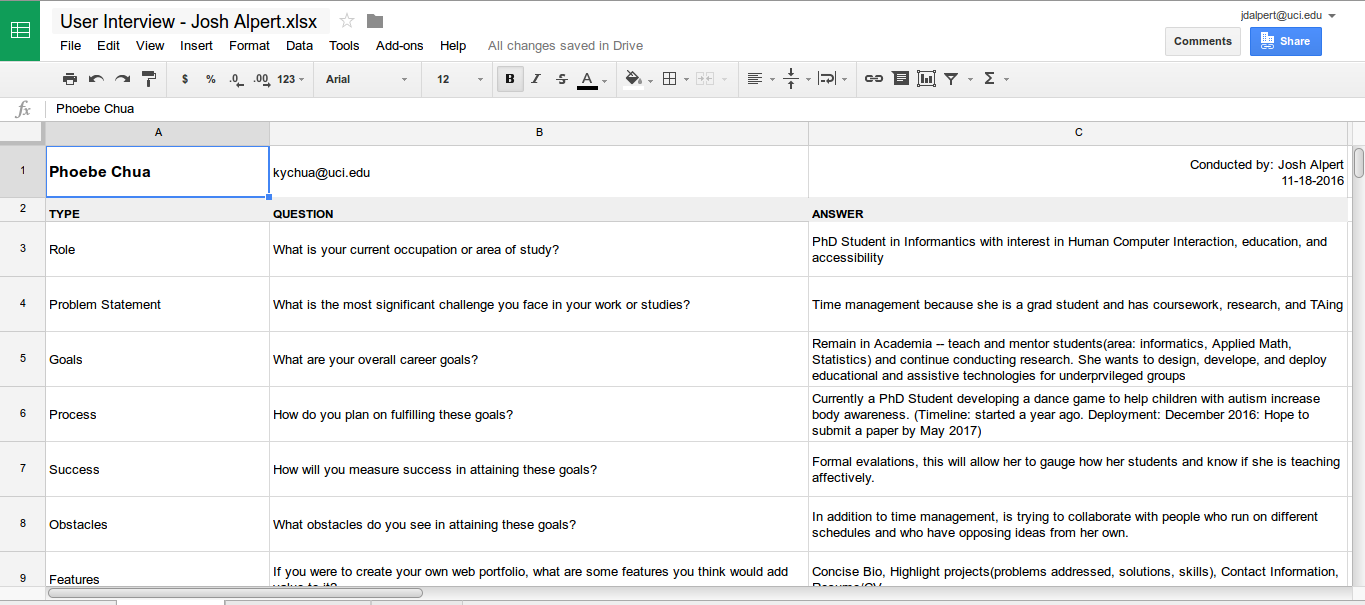 User Interview - Josh Alpert.xlsx
jdalpert@uci.edu
File Edit View Insert Format Data Tools Add-ons Help All changes saved in Drive
Comments Share
$ % .0 .00 123 Arial 12 B I S A Σ
fx Phoebe Chua
A B C
1 Phoebe Chua kychua@uci.edu Conducted by: Josh Alpert
11-18-2016
2 TYPE QUESTION ANSWER
3 Role What is your current occupation or area of study? PhD Student in Informantics with interest in Human Computer Interaction, education, and
accessibility
4 Problem Statement What is the most significant challenge you face in your work or studies? Time management because she is a grad student and has coursework, research, and TAing
5 Goals What are your overall career goals? Remain in Academia -- teach and mentor students(area: informatics, Applied Math,
Statistics) and continue conducting research. She wants to design, develope, and deploy
educational and assistive technologies for underprvileged groups
6 Process How do you plan on fulfilling these goals? Currently a PhD Student developing a dance game to help children with autism increase
body awareness. (Timeline: started a year ago. Deployment: December 2016: Hope to
submit a paper by May 2017)
7 Success How will you measure success in attaining these goals? Formal evalations, this will allow her to gauge how her students and know if she is teaching
affectively.
8 Obstacles What obstacles do you see in attaining these goals? In addition to time management, is trying to collaborate with people who run on different
schedules and who have opposing ideas from her own.
9 Features If you were to create your own web portfolio, what are some features you think would add
value to it? Concise Bio, Highlight projects(problems addressed, solutions, skills), Contact Information,
Resume/CV